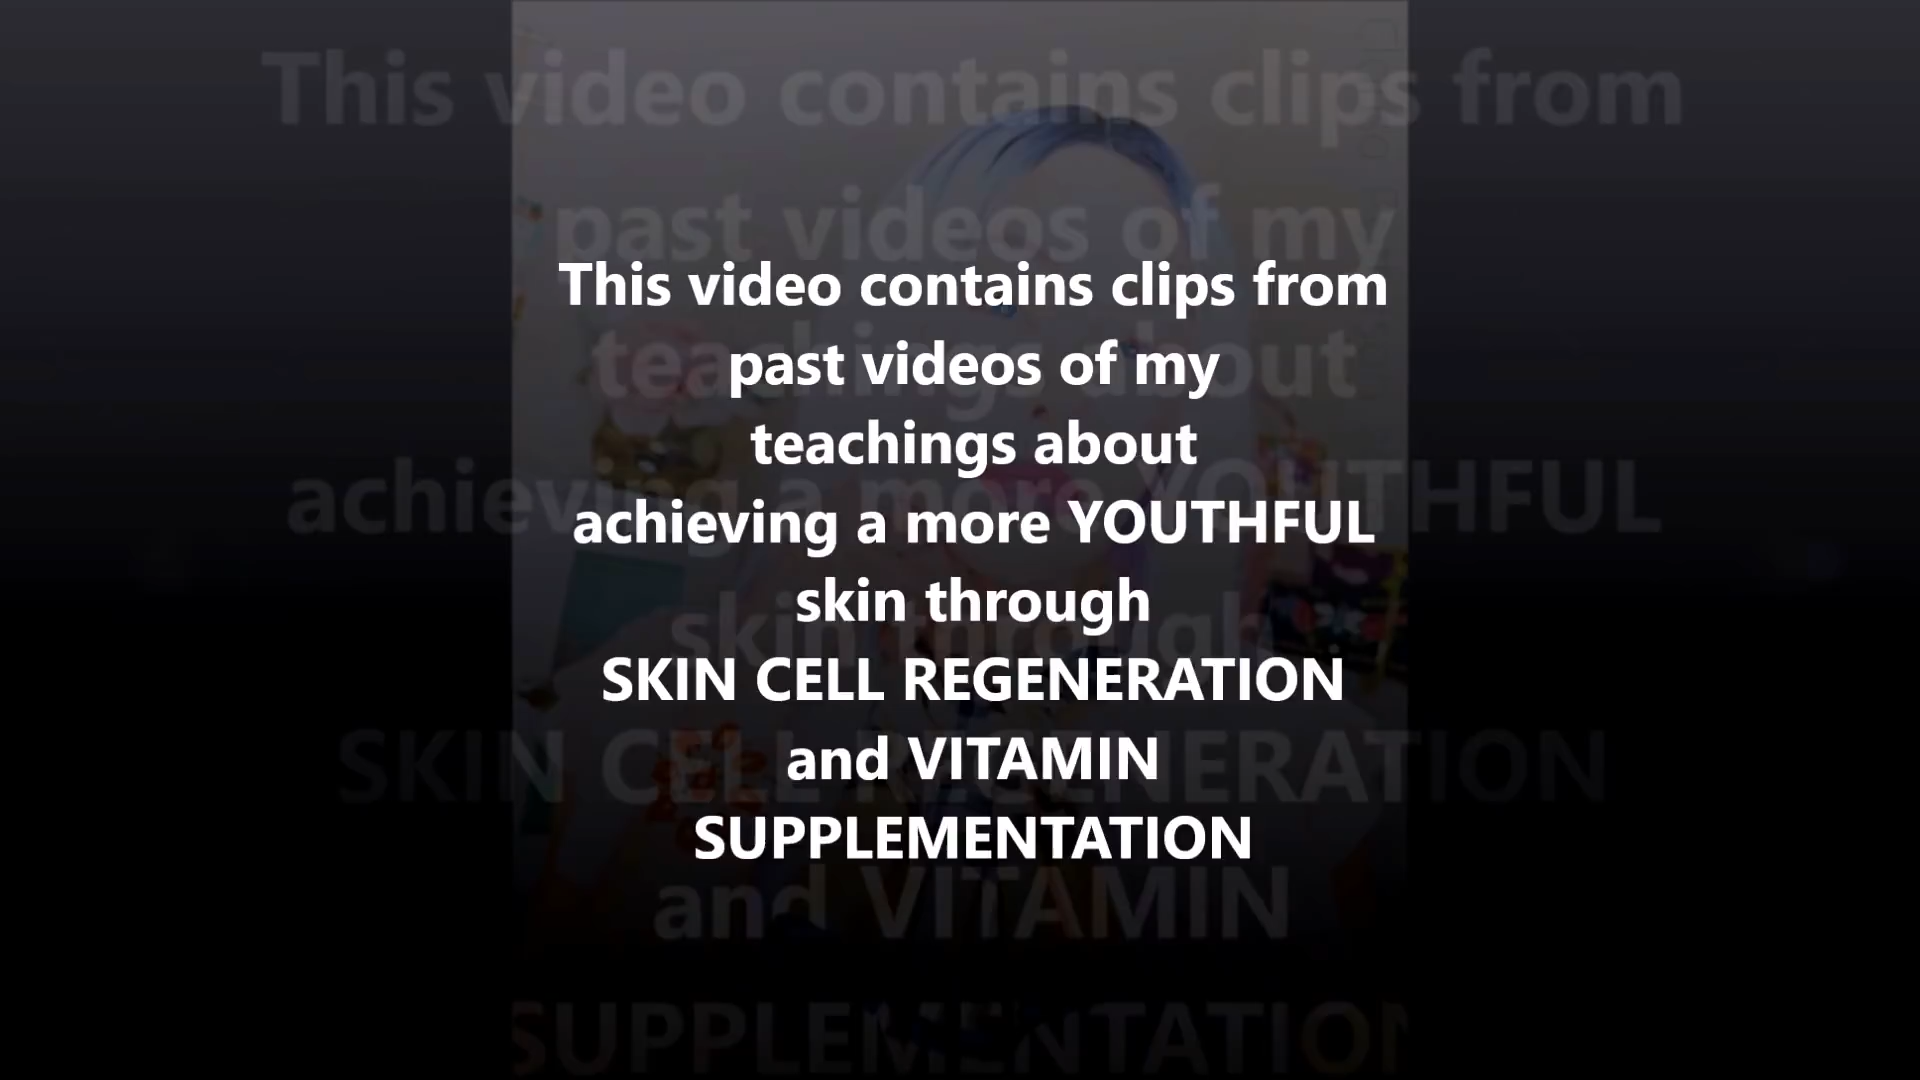 This video contains clips from
past videos of my
teachings about
achieving a more YOUTHFUL
skin through
SKIN CELL REGENERATION
and VITAMIN
SUPPLEMENTATION